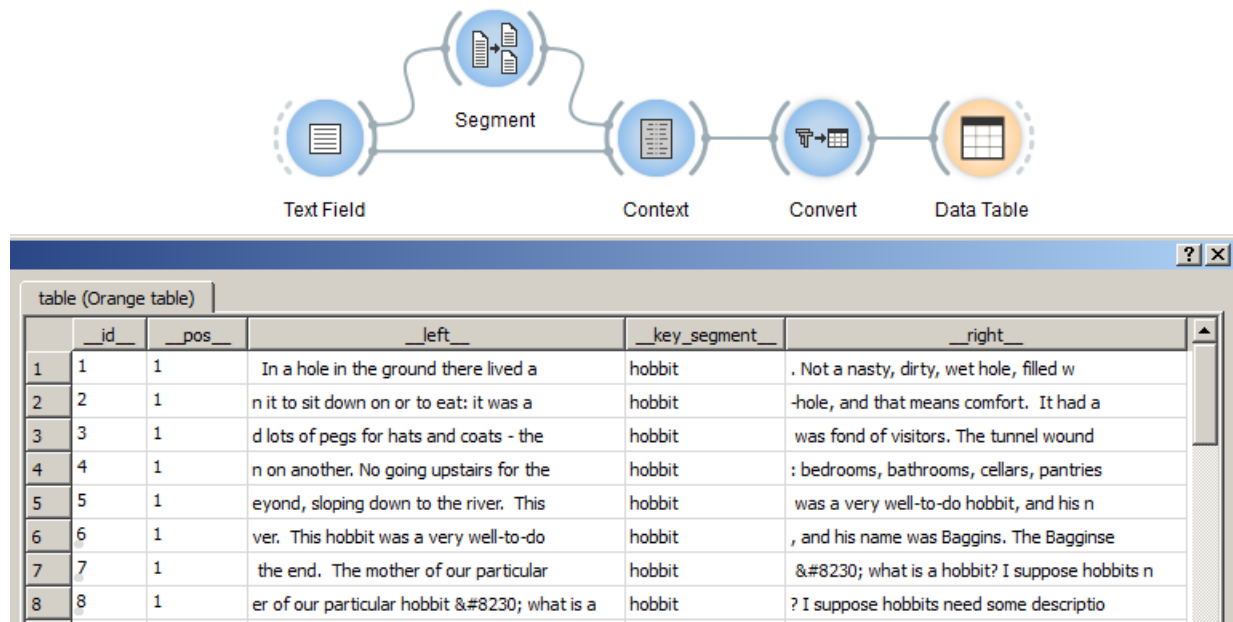 Segment
Text Field Context Convert Data Table
? X
table (Orange table)
__id__ __pos__ __left__ __key_segment__ __right__
1 1 1 In a hole in the ground there lived a hobbit . Not a nasty, dirty, wet hole, filled w
2 2 1 n it to sit down on or to eat: it was a hobbit -hole, and that means comfort.  It had a
3 3 1 d lots of pegs for hats and coats - the hobbit was fond of visitors. The tunnel wound
4 4 1 n on another. No going upstairs for the hobbit : bedrooms, bathrooms, cellars, pantries
5 5 1 eyond, sloping down to the river.  This hobbit was a very well-to-do hobbit, and his n
6 6 1 ver.  This hobbit was a very well-to-do hobbit , and his name was Baggins. The Bagginse
7 7 1 the end.  The mother of our particular hobbit &#8230; what is a hobbit? I suppose hobbits n
8 8 1 er of our particular hobbit &#8230; what is a hobbit ? I suppose hobbits need some descriptio